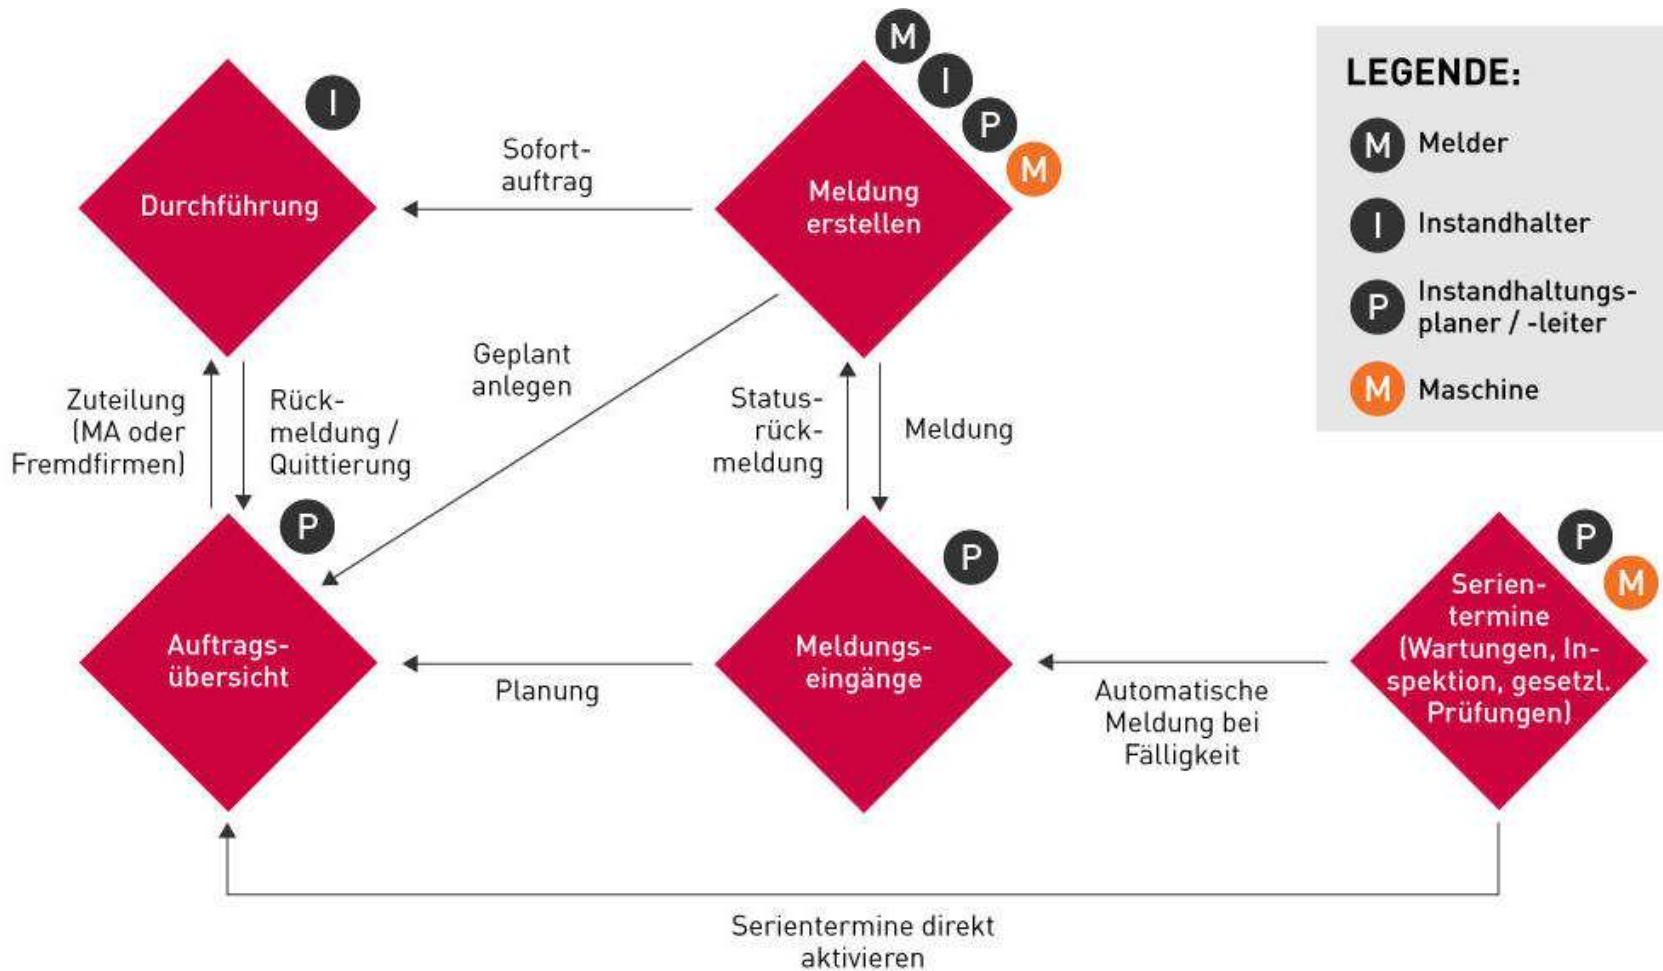 M
I
P
M
I
Durchführung
Sofort-
auftrag
Meldung
erstellen
LEGENDE:
M Melder
I Instandhalter
P Instandhaltungs-
planer / -leiter
M Maschine
Zuteilung
(MA oder
Fremdfirmen)
Rück-
meldung /
Quittierung
Geplant
anlegen
Status-
rück-
meldung
Meldung
P
Auftrags-
übersicht
Planung
P
Meldungs-
eingänge
Automatische
Meldung bei
Fälligkeit
P
M
Serien-
termine
(Wartungen, In-
spektion, gesetzl.
Prüfungen)
Serientermine direkt
aktivieren